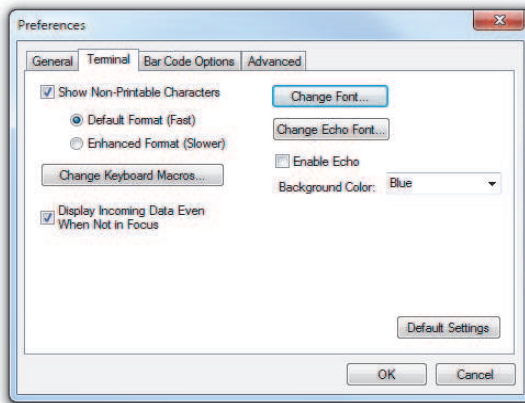 Preferences
General Terminal Bar Code Options Advanced
Show Non-Printable Characters
Default Format (Fast)
Enhanced Format (Slower)
Change Keyboard Macros...
Display Incoming Data Even
When Not in Focus
Change Font...
Change Echo Font...
Enable Echo
Background Color: Blue
Default Settings
OK Cancel